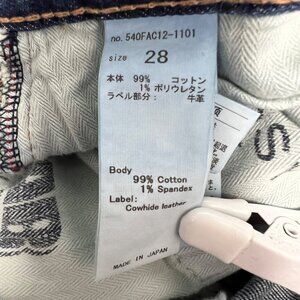 no. 540FAC12-1101
size 28
本体 99% コットン
1% ポリウレタン
ラベル部分: 牛革
Body
99% Cotton
1% Spandex
Label:
Cowhide leather
MADE IN JAPAN